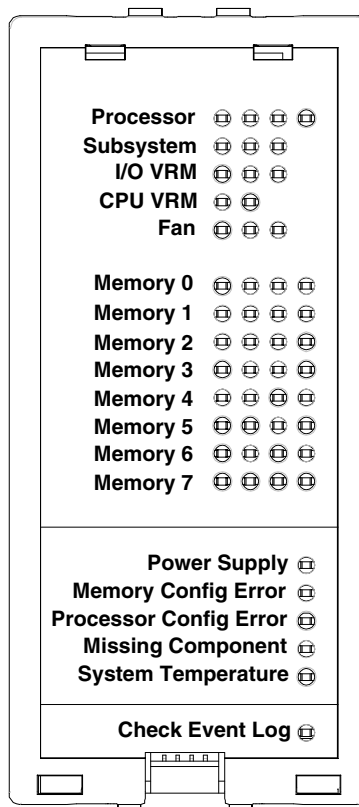 Processor
Subsystem
I/O VRM
CPU VRM
Fan
Memory 0
Memory 1
Memory 2
Memory 3
Memory 4
Memory 5
Memory 6
Memory 7
Power Supply
Memory Config Error
Processor Config Error
Missing Component
System Temperature
Check Event Log